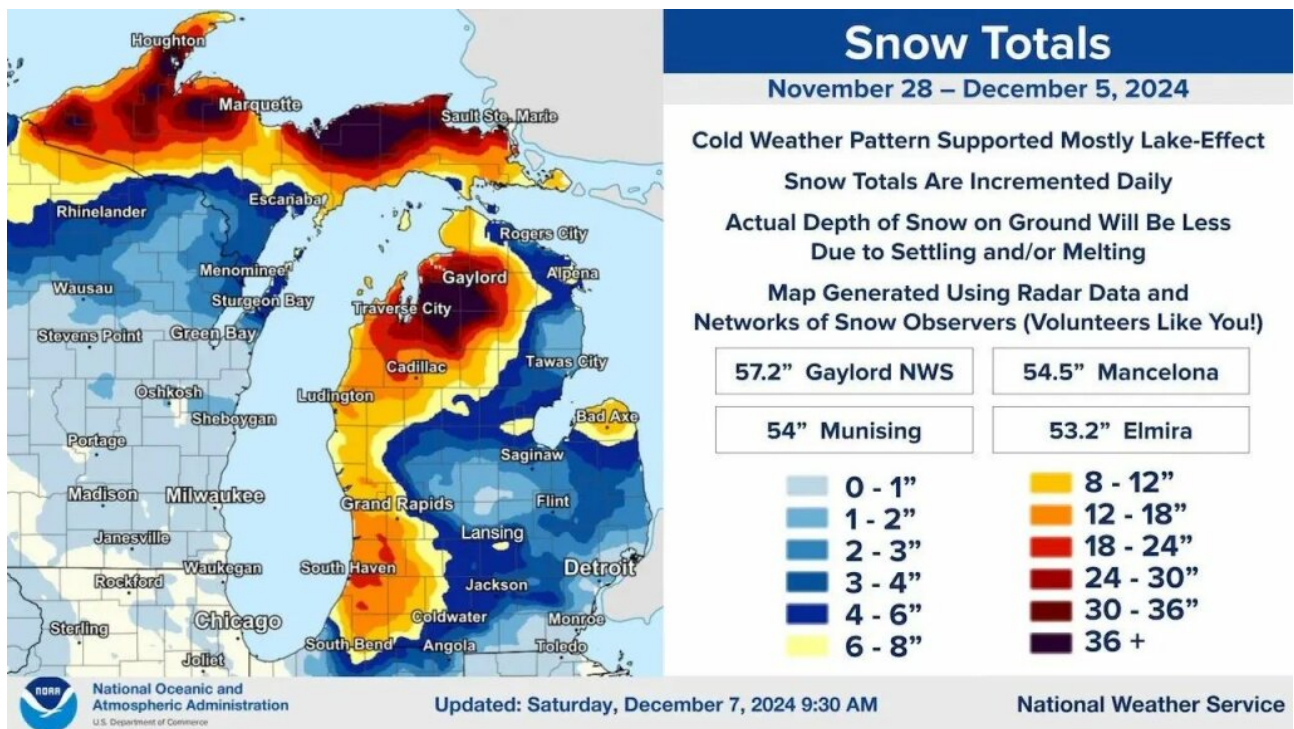 Houghton
Marquette
Sault Ste. Marie
Escanaba
Rhinelander
Rogers City
Menominee
Gaylord
Alpena
Wausau
Sturgeon Bay
Traverse City
Stevens Point
Green Bay
Tawas City
Cadillac
Oshkosh
Ludington
Sheboygan
Bad Axe
Portage
Saginaw
Madison
Milwaukee
Grand Rapids
Flint
Janesville
Lansing
Waukegan
South Haven
Detroit
Rockford
Jackson
Chicago
Coldwater
Monroe
Sterling
South Bend
Angola
Toledo
Joliet
Snow Totals
November 28 – December 5, 2024
Cold Weather Pattern Supported Mostly Lake-Effect
Snow Totals Are Incremented Daily
Actual Depth of Snow on Ground Will Be Less
Due to Settling and/or Melting
Map Generated Using Radar Data and
Networks of Snow Observers (Volunteers Like You!)
57.2” Gaylord NWS
54.5” Mancelona
54” Munising
53.2” Elmira
0 - 1”
1 - 2”
2 - 3”
3 - 4”
4 - 6”
6 - 8”
8 - 12”
12 - 18”
18 - 24”
24 - 30”
30 - 36”
36 +
NOAA
National Oceanic and
Atmospheric Administration
U.S. Department of Commerce
Updated: Saturday, December 7, 2024 9:30 AM
National Weather Service